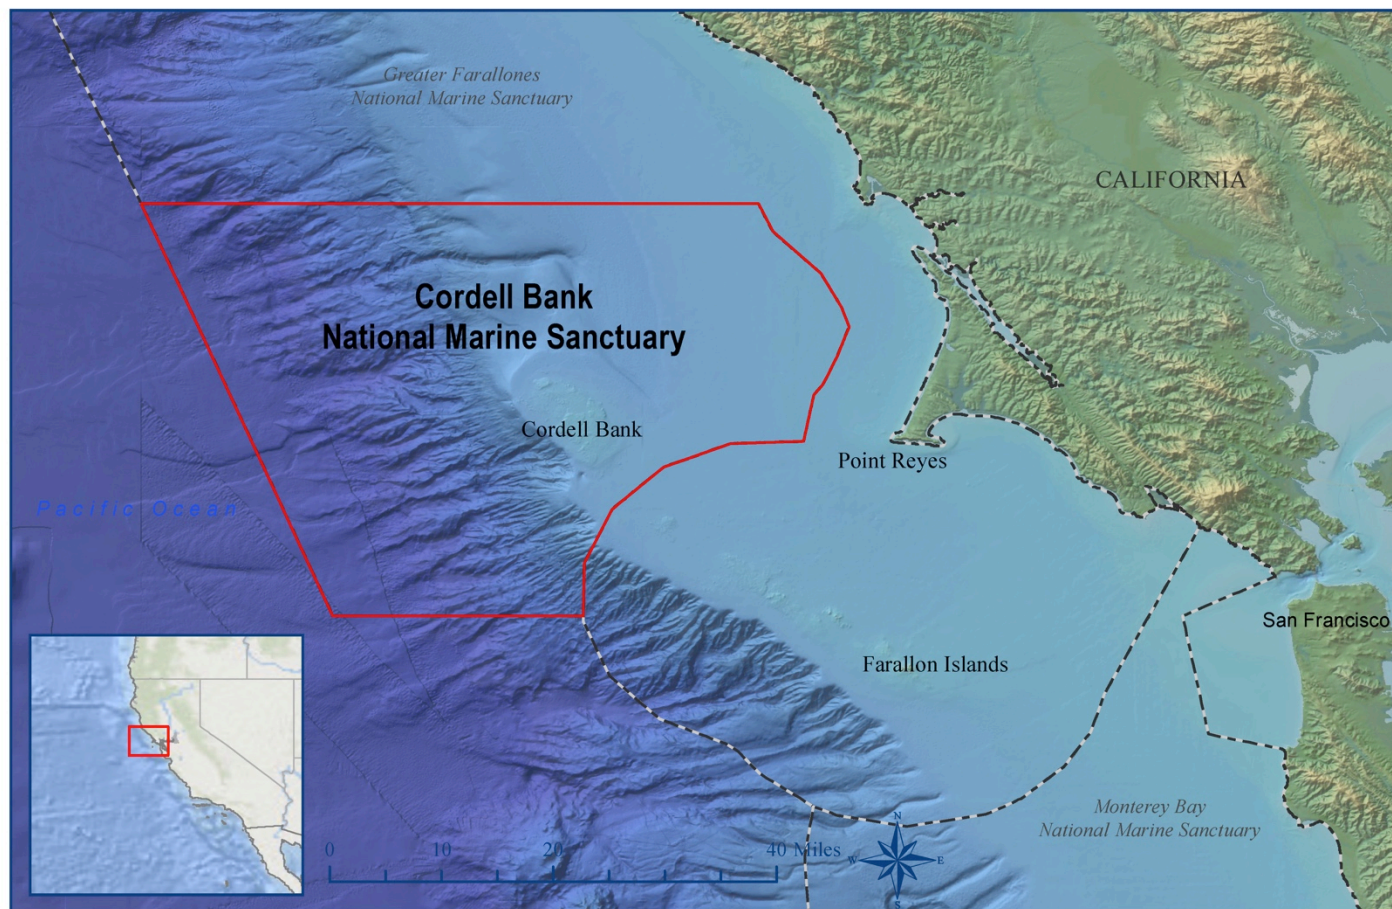 Greater Farallones
National Marine Sanctuary
CALIFORNIA
Cordell Bank
National Marine Sanctuary
Cordell Bank
Point Reyes
Pacific Ocean
San Francisco
Farallon Islands
Monterey Bay
National Marine Sanctuary
0 10 20 40 Miles
N
W E
S